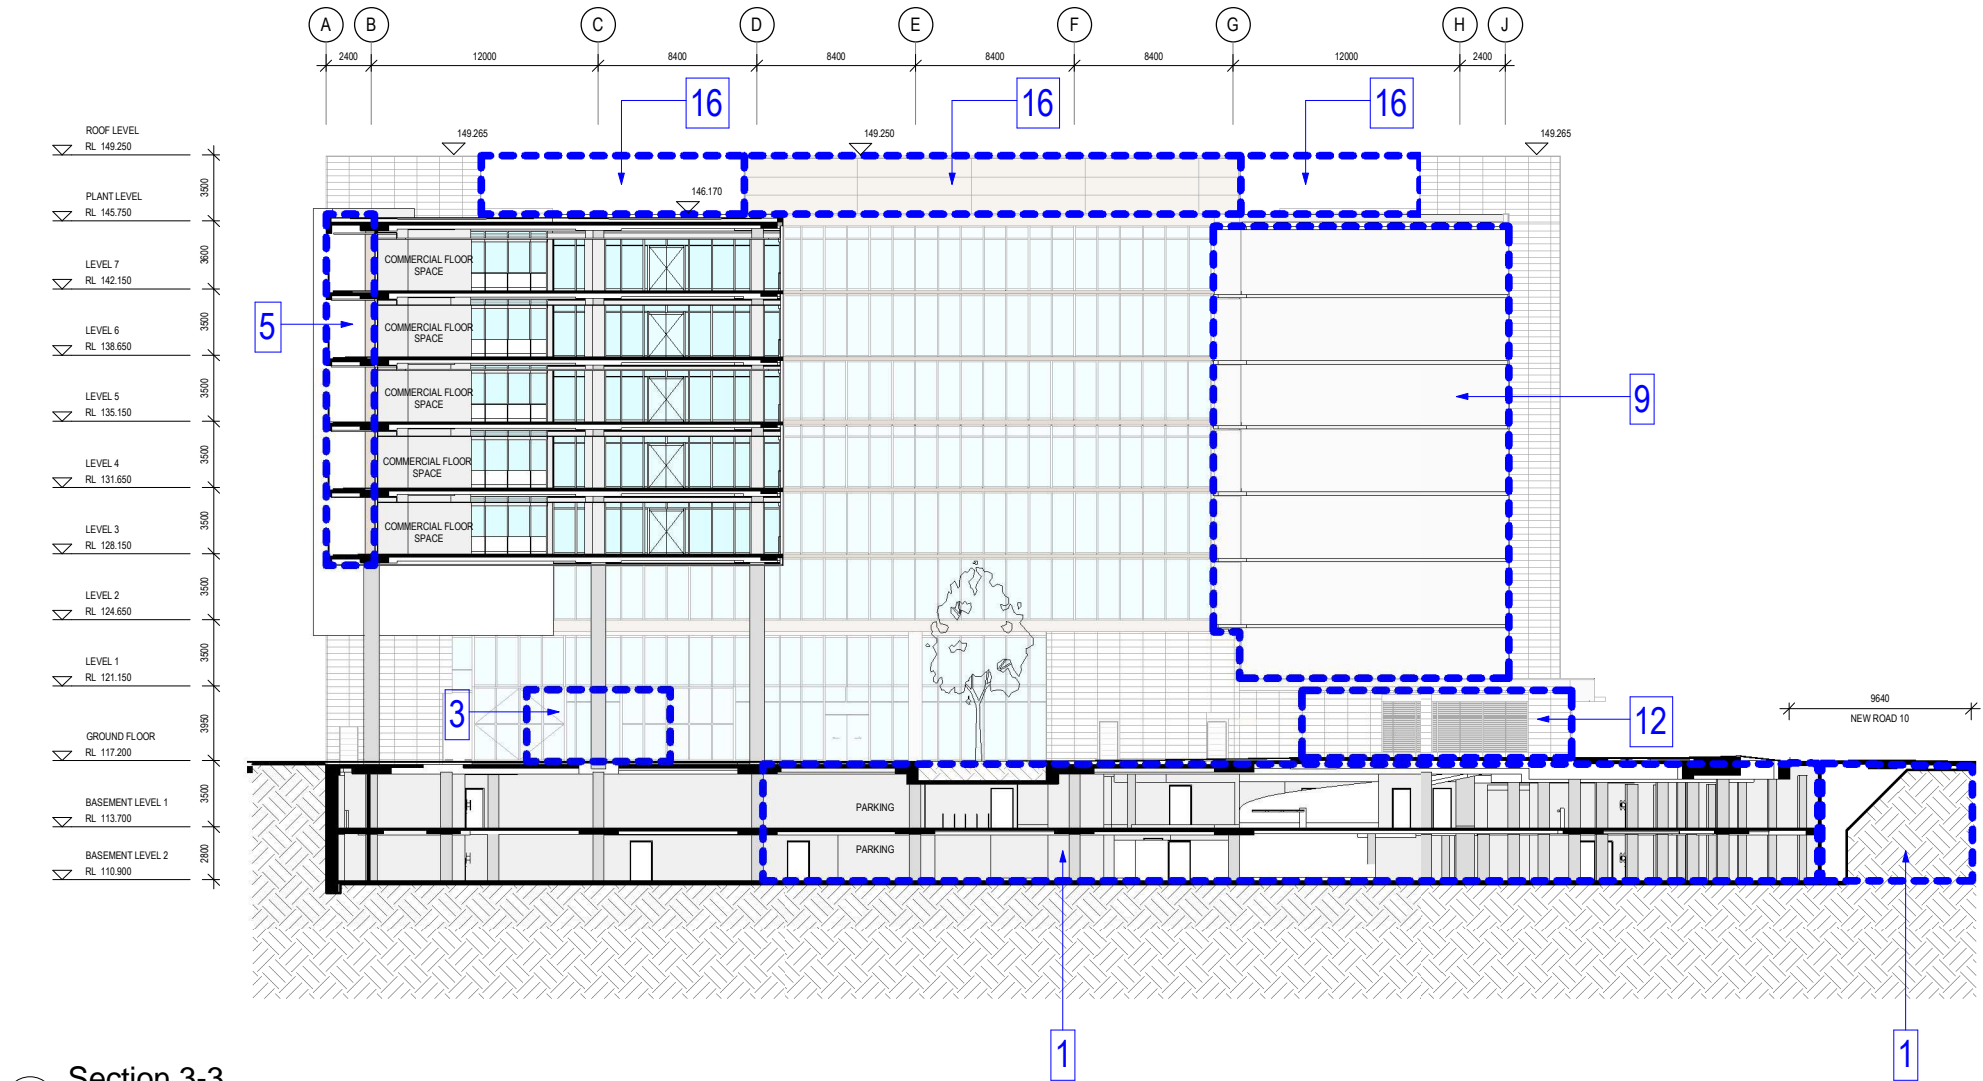 A B C D E F G H J
2400 12000 8400 8400 8400 8400 12000 2400
16 16 16
ROOF LEVEL
RL 149.250
149.265 149.250 149.265
3500
PLANT LEVEL
RL 145.750
146.170
3600
COMMERCIAL FLOOR
SPACE
LEVEL 7
RL 142.150
3500
5
COMMERCIAL FLOOR
SPACE
LEVEL 6
RL 138.650
3500
COMMERCIAL FLOOR
SPACE
9
LEVEL 5
RL 135.150
3500
COMMERCIAL FLOOR
SPACE
LEVEL 4
RL 131.650
3500
COMMERCIAL FLOOR
SPACE
LEVEL 3
RL 128.150
3500
LEVEL 2
RL 124.650
3500
LEVEL 1
RL 121.150
3950
3
12
9640
NEW ROAD 10
GROUND FLOOR
RL 117.200
3500
BASEMENT LEVEL 1
RL 113.700
PARKING
2800
BASEMENT LEVEL 2
RL 110.900
PARKING
1 1
Section 3-3